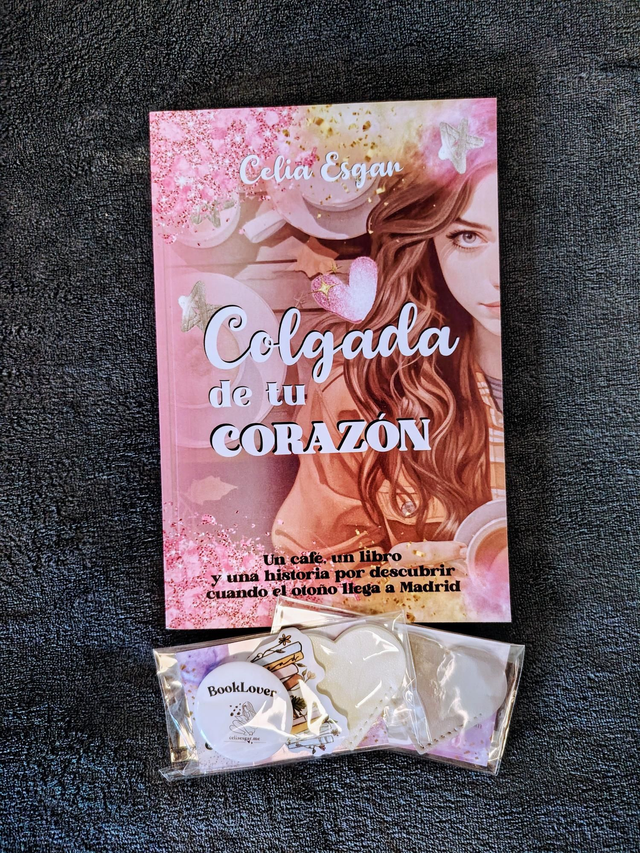 Celia Esgar
Colgada
de tu
CORAZÓN
Un café, un libro
y una historia por descubrir
cuando el otoño llega a Madrid
BookLover